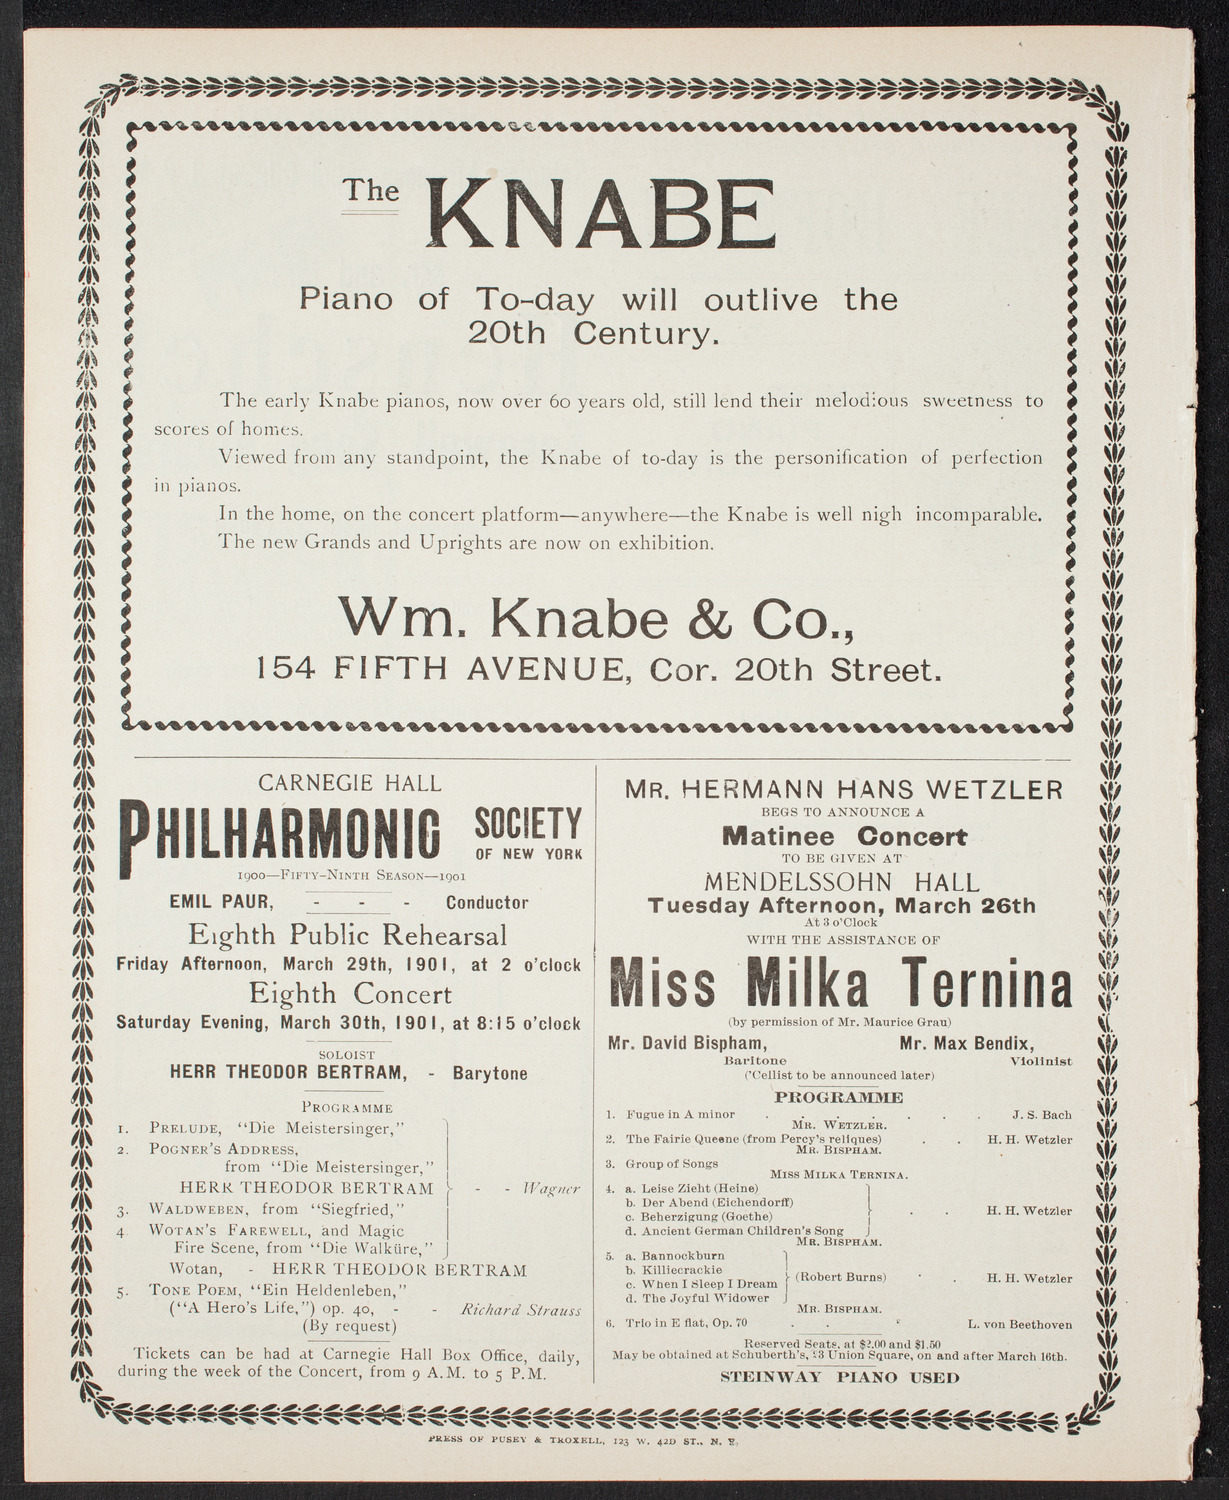 The KNABE
Piano of To-day will outlive the
20th Century.
The early Knabe pianos, now over 60 years old, still lend their melodious sweetness to
scores of homes.
Viewed from any standpoint, the Knabe of to-day is the personification of perfection
in pianos.
In the home, on the concert platform—anywhere—the Knabe is well nigh incomparable.
The new Grands and Uprights are now on exhibition.
Wm. Knabe & Co.,
154 FIFTH AVENUE, Cor. 20th Street.
CARNEGIE HALL
PHILHARMONIC SOCIETY
OF NEW YORK
1900—FIFTY-NINTH SEASON—1901
EMIL PAUR, - - - Conductor
Eighth Public Rehearsal
Friday Afternoon, March 29th, 1901, at 2 o'clock
Eighth Concert
Saturday Evening, March 30th, 1901, at 8:15 o'clock
SOLOIST
HERR THEODOR BERTRAM, - Barytone
PROGRAMME
1. PRELUDE, "Die Meistersinger,"
2. POGNER'S ADDRESS,
from "Die Meistersinger,"
HERR THEODOR BERTRAM - - Wagner
3. WALDWEBEN, from "Siegfried,"
4 WOTAN'S FAREWELL, and Magic
Fire Scene, from "Die Walküre,"
Wotan, - HERR THEODOR BERTRAM
5. TONE POEM, "Ein Heldenleben,"
("A Hero's Life,") op. 40, - - Richard Strauss
(By request)
Tickets can be had at Carnegie Hall Box Office, daily,
during the week of the Concert, from 9 A.M. to 5 P.M.
MR. HERMANN HANS WETZLER
BEGS TO ANNOUNCE A
Matinee Concert
TO BE GIVEN AT
MENDELSSOHN HALL
Tuesday Afternoon, March 26th
At 3 o'Clock
WITH THE ASSISTANCE OF
Miss Milka Ternina
(by permission of Mr. Maurice Grau)
Mr. David Bispham, Mr. Max Bendix,
Baritone Violinist
('Cellist to be announced later)
PROGRAMME
1. Fugue in A minor . . . . . . . J. S. Bach
MR. WETZLER.
2. The Fairie Queene (from Percy's reliques) . . H. H. Wetzler
MR. BISPHAM.
3. Group of Songs
MISS MILKA TERNINA.
4. a. Leise Zieht (Heine)
b. Der Abend (Eichendorff)
c. Beherzigung (Goethe) . . H. H. Wetzler
d. Ancient German Children's Song
MR. BISPHAM.
5. a. Bannockburn
b. Killiecrackie
c. When I Sleep I Dream (Robert Burns) . . H. H. Wetzler
d. The Joyful Widower
MR. BISPHAM.
6. Trio in E flat, Op. 70 . . . L. von Beethoven
Reserved Seats, at $2.00 and $1.50
May be obtained at Schuberth's, 23 Union Square, on and after March 16th.
STEINWAY PIANO USED
PRESS OF PUSEY & TROXELL, 123 W. 42D ST., N. Y.